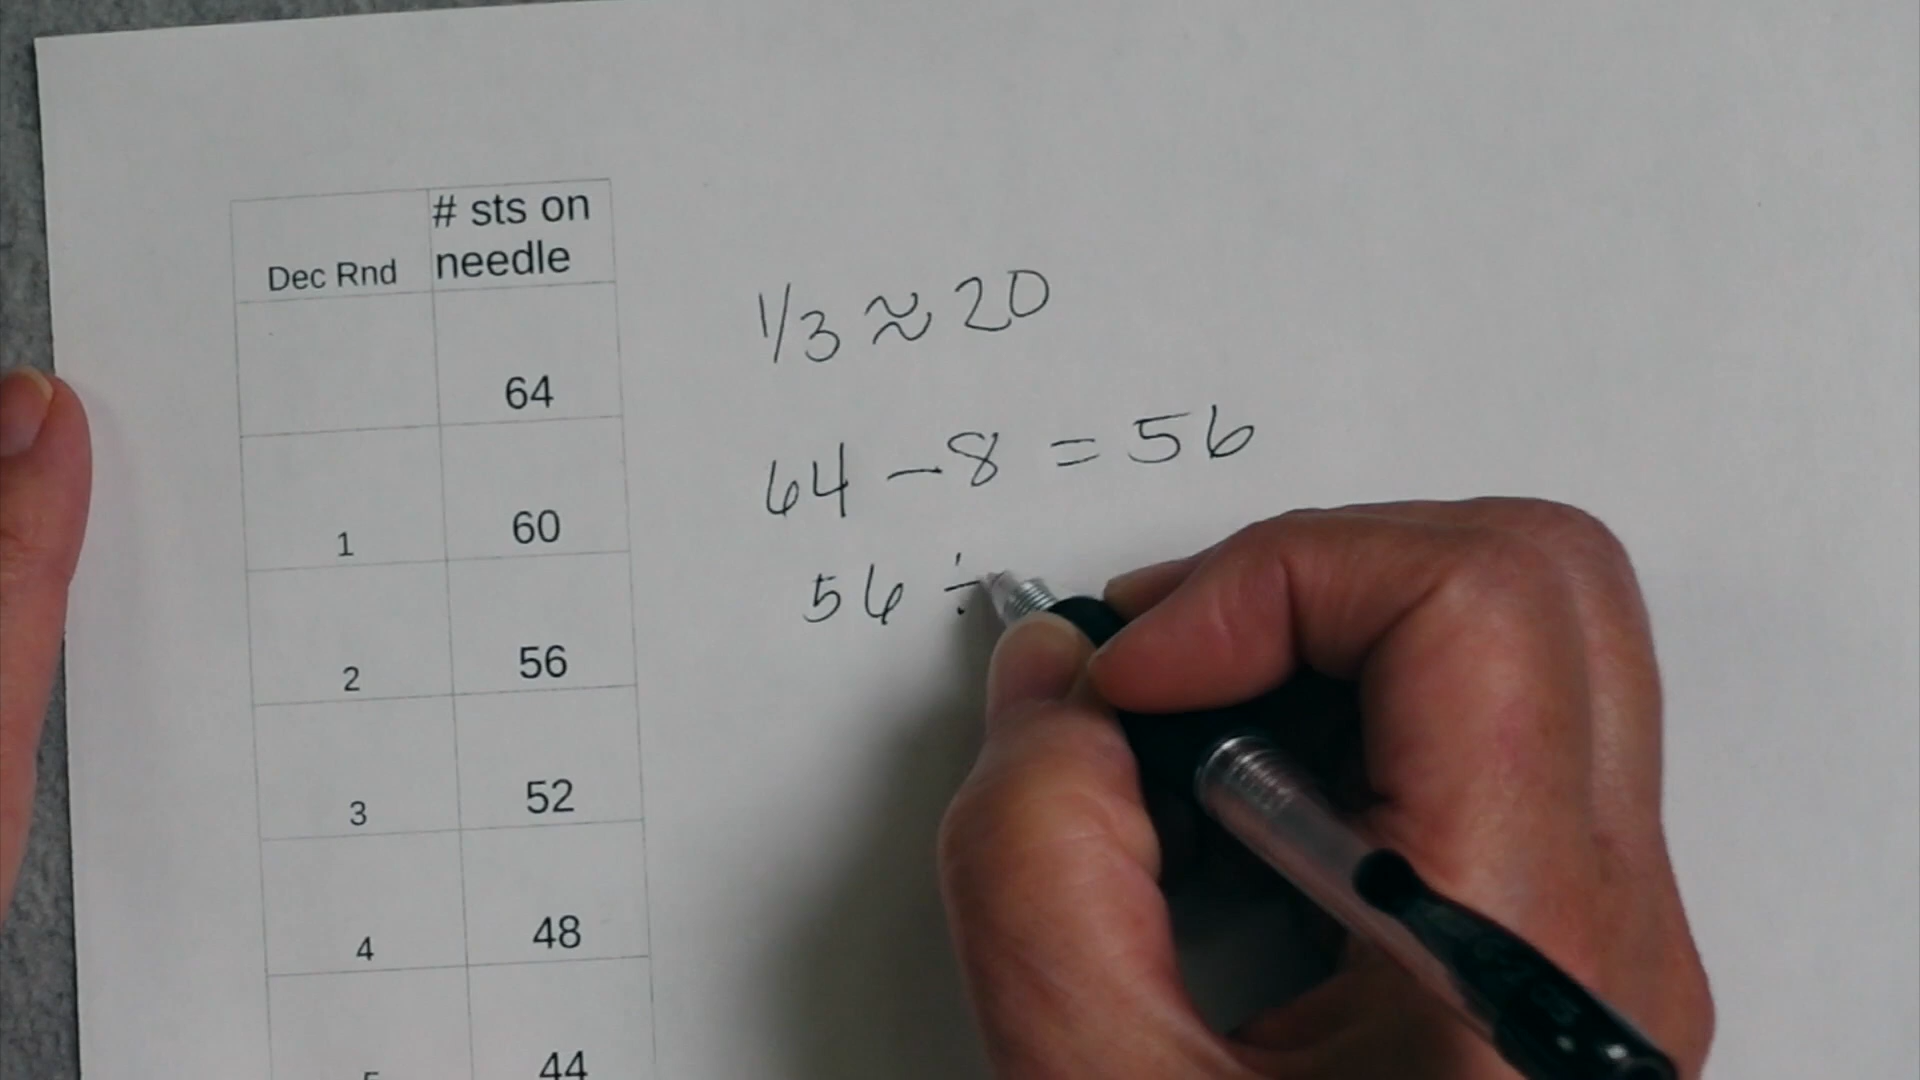 Dec Rnd # sts on needle
64
1 60
2 56
3 52
4 48
44
1/3 ≈ 20
64 - 8 = 56
56 ÷